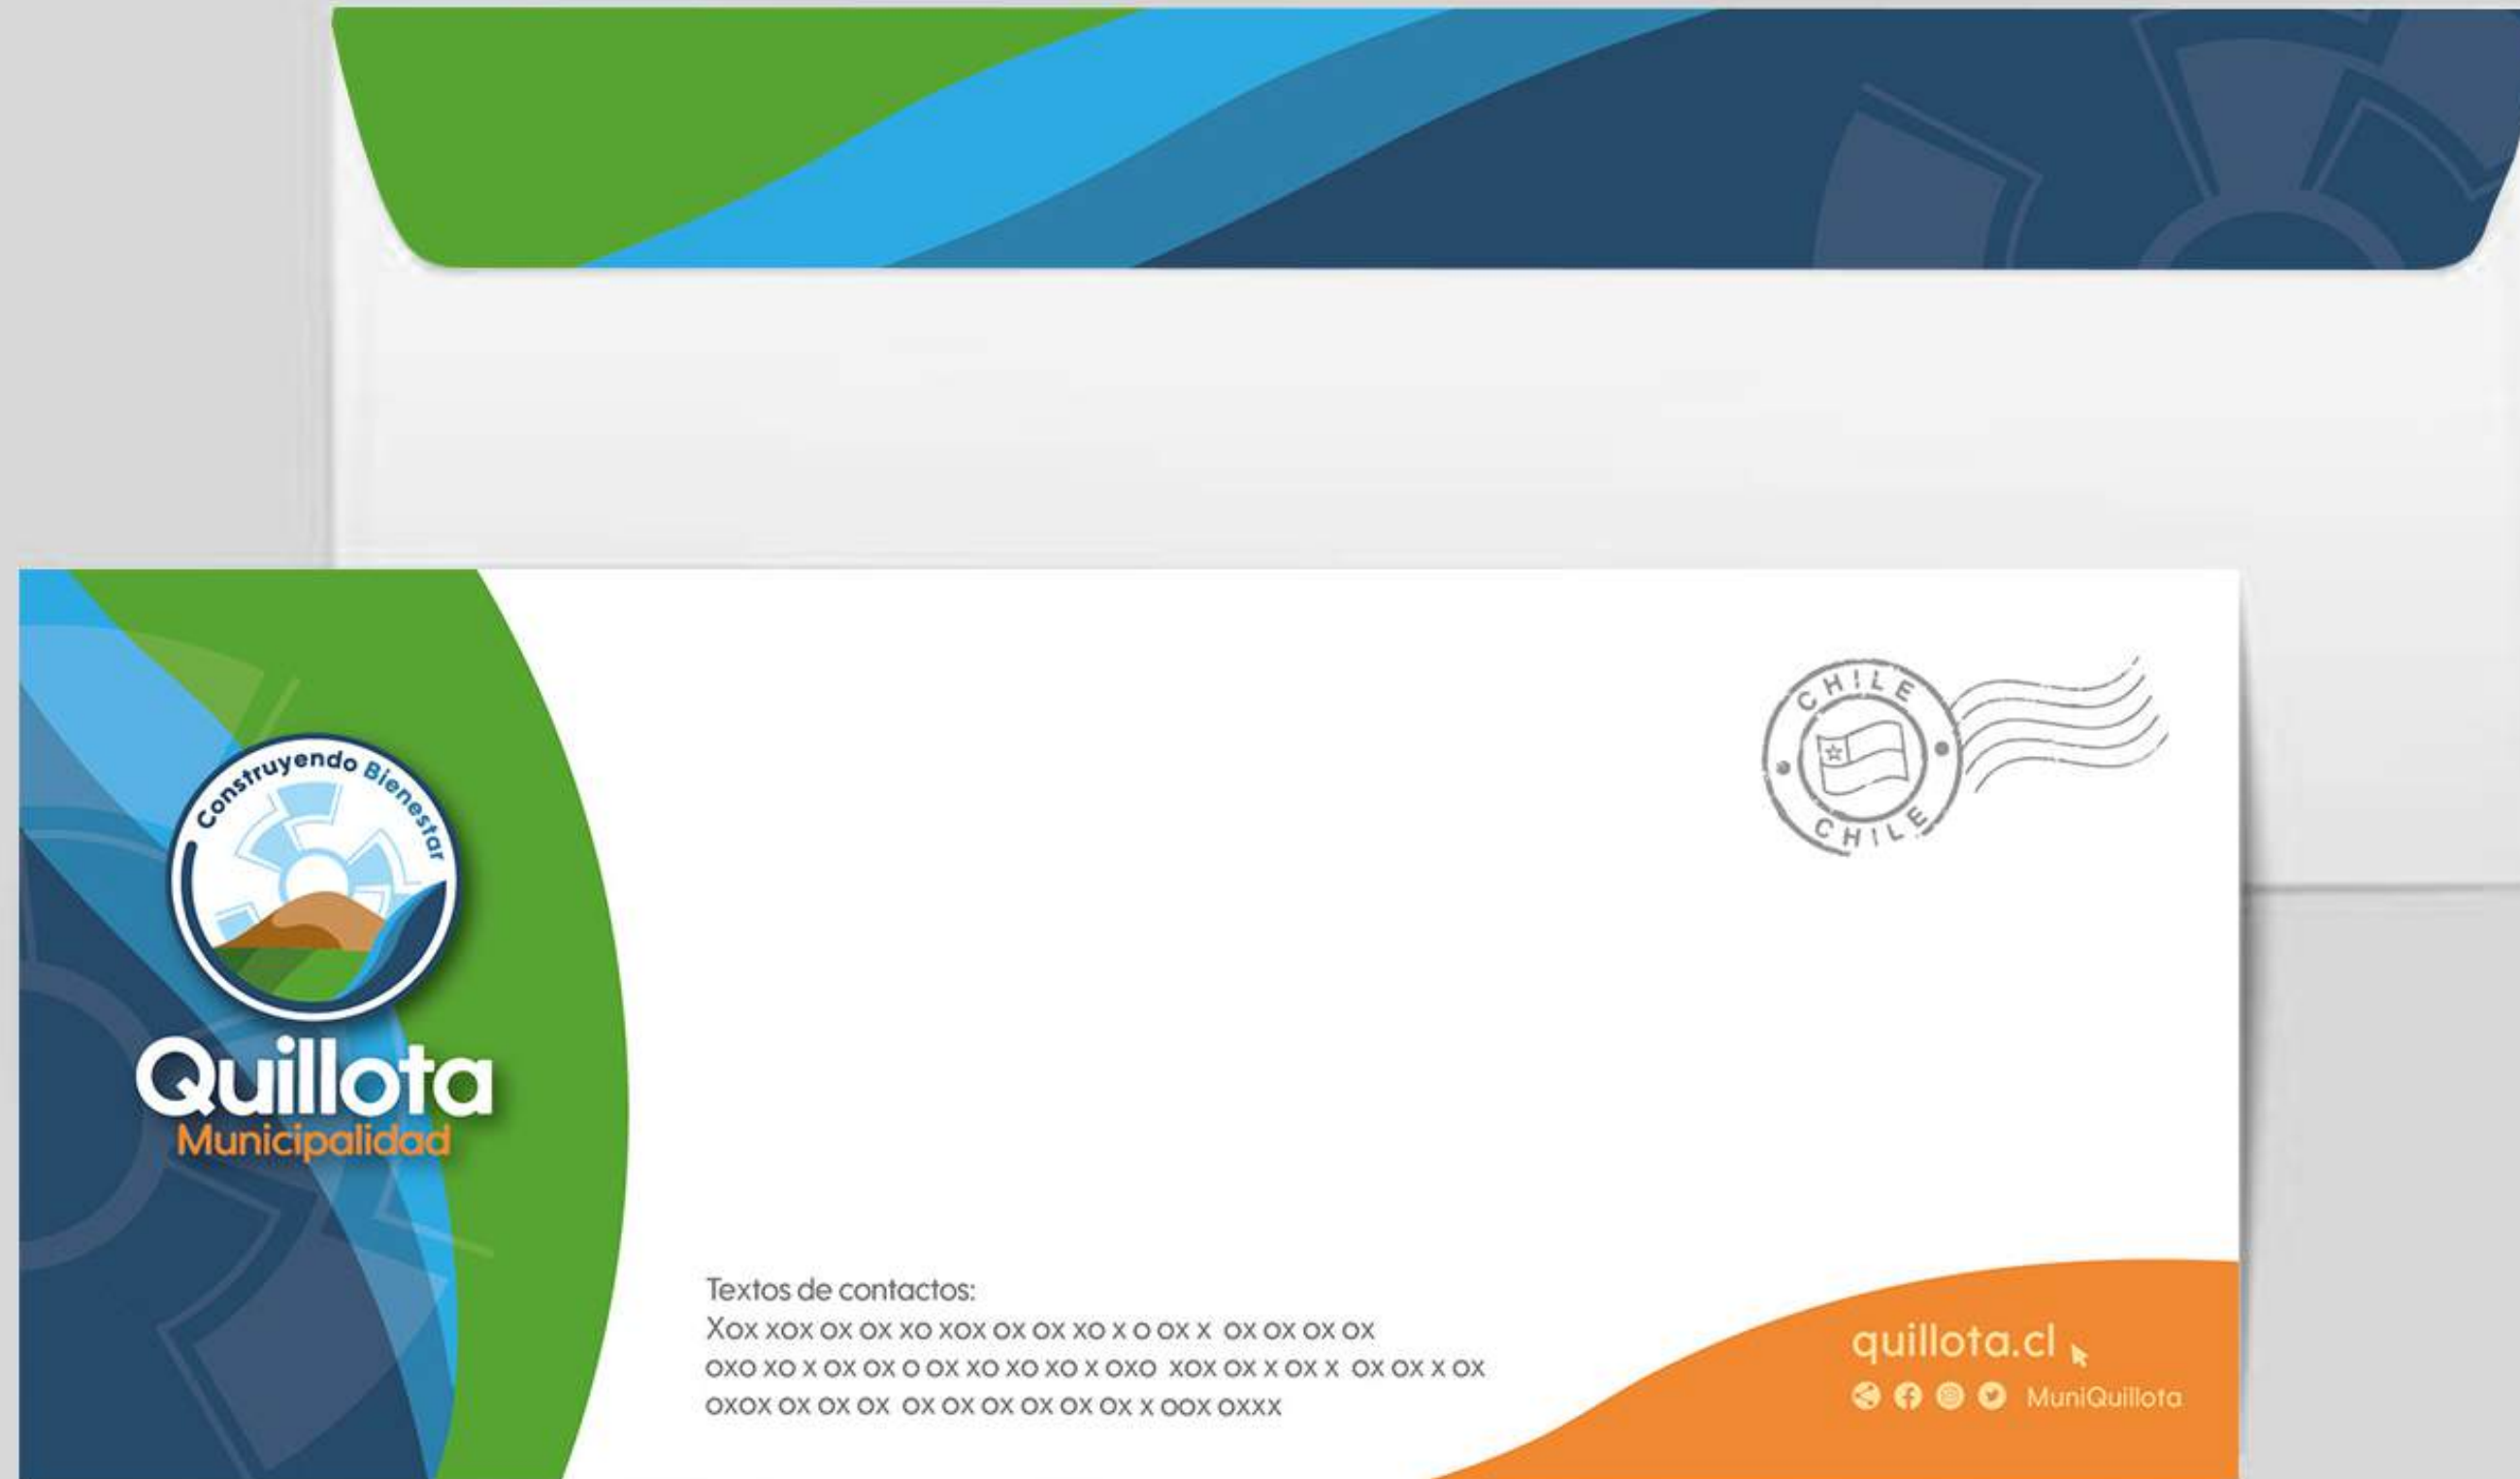 CHILE
CHILE
Construyendo Bienestar
Quillota
Municipalidad
Textos de contactos:
Xox xox ox ox xo xox ox ox xo x o ox x ox ox ox ox
oxo xo x ox ox o ox xo xo xo x oxo xox ox x ox x ox ox x ox
oxox ox ox ox ox ox ox ox ox ox x oox oxxx
quillota.cl
MuniQuillota